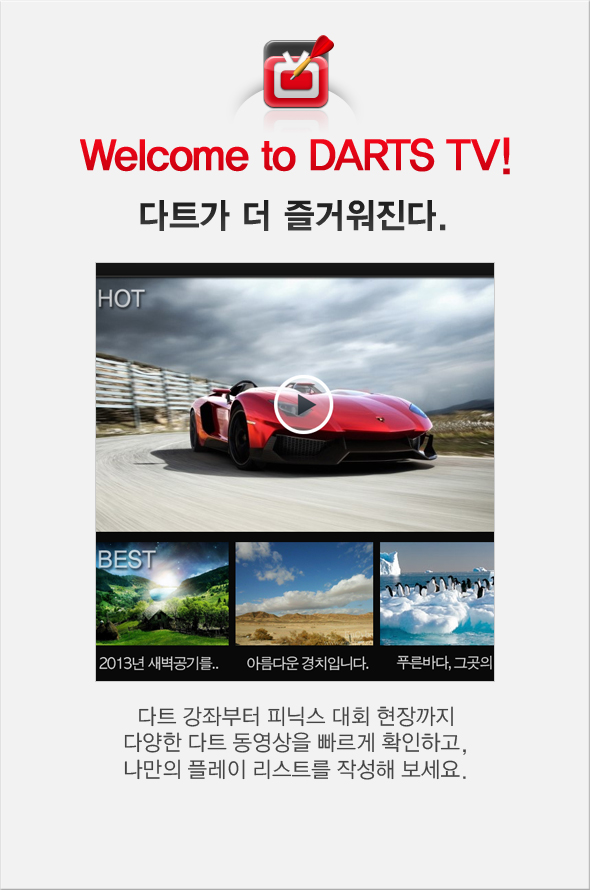 Welcome to DARTS TV!
다트가 더 즐거워진다.
HOT
BEST
2013년 새벽공기를..
아름다운 경치입니다.
푸른바다, 그곳의
다트 강좌부터 피닉스 대회 현장까지
다양한 다트 동영상을 빠르게 확인하고,
나만의 플레이 리스트를 작성해 보세요.